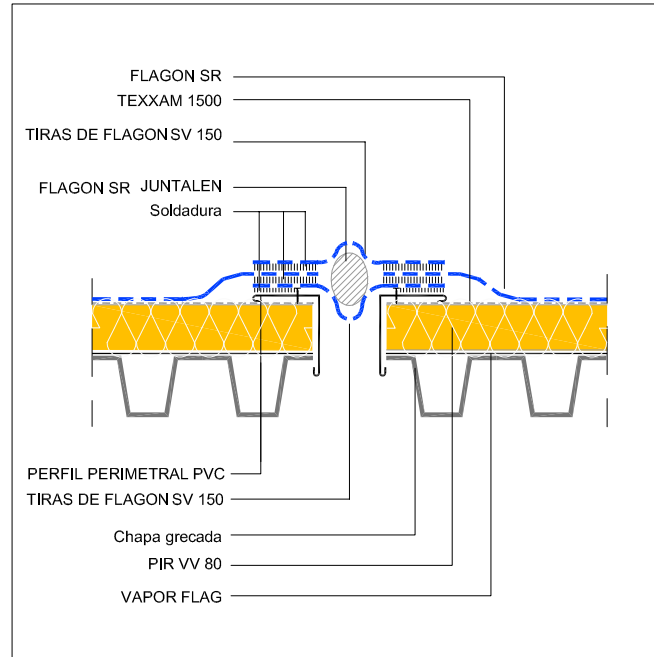 FLAGON SR
TEXXAM 1500
TIRAS DE FLAGON SV 150
FLAGON SR JUNTALEN
Soldadura
PERFIL PERIMETRAL PVC
TIRAS DE FLAGON SV 150
Chapa grecada
PIR VV 80
VAPOR FLAG